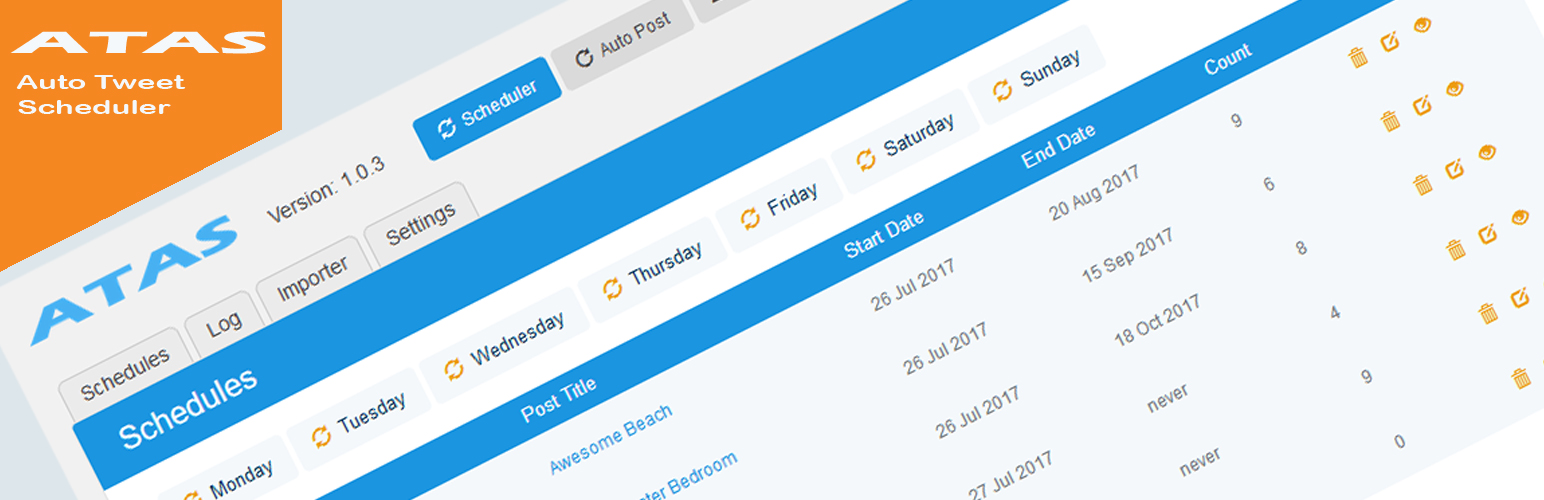 ATAS
Auto Tweet
Scheduler
ATAS
Version: 1.0.3
Scheduler
Auto Post
Schedules
Log
Importer
Settings
Schedules
Monday
Tuesday
Wednesday
Thursday
Friday
Saturday
Sunday
Post Title
Start Date
End Date
Count
Awesome Beach
26 Jul 2017
20 Aug 2017
9
Bedroom
26 Jul 2017
15 Sep 2017
6
26 Jul 2017
18 Oct 2017
8
27 Jul 2017
never
4
never
9
0